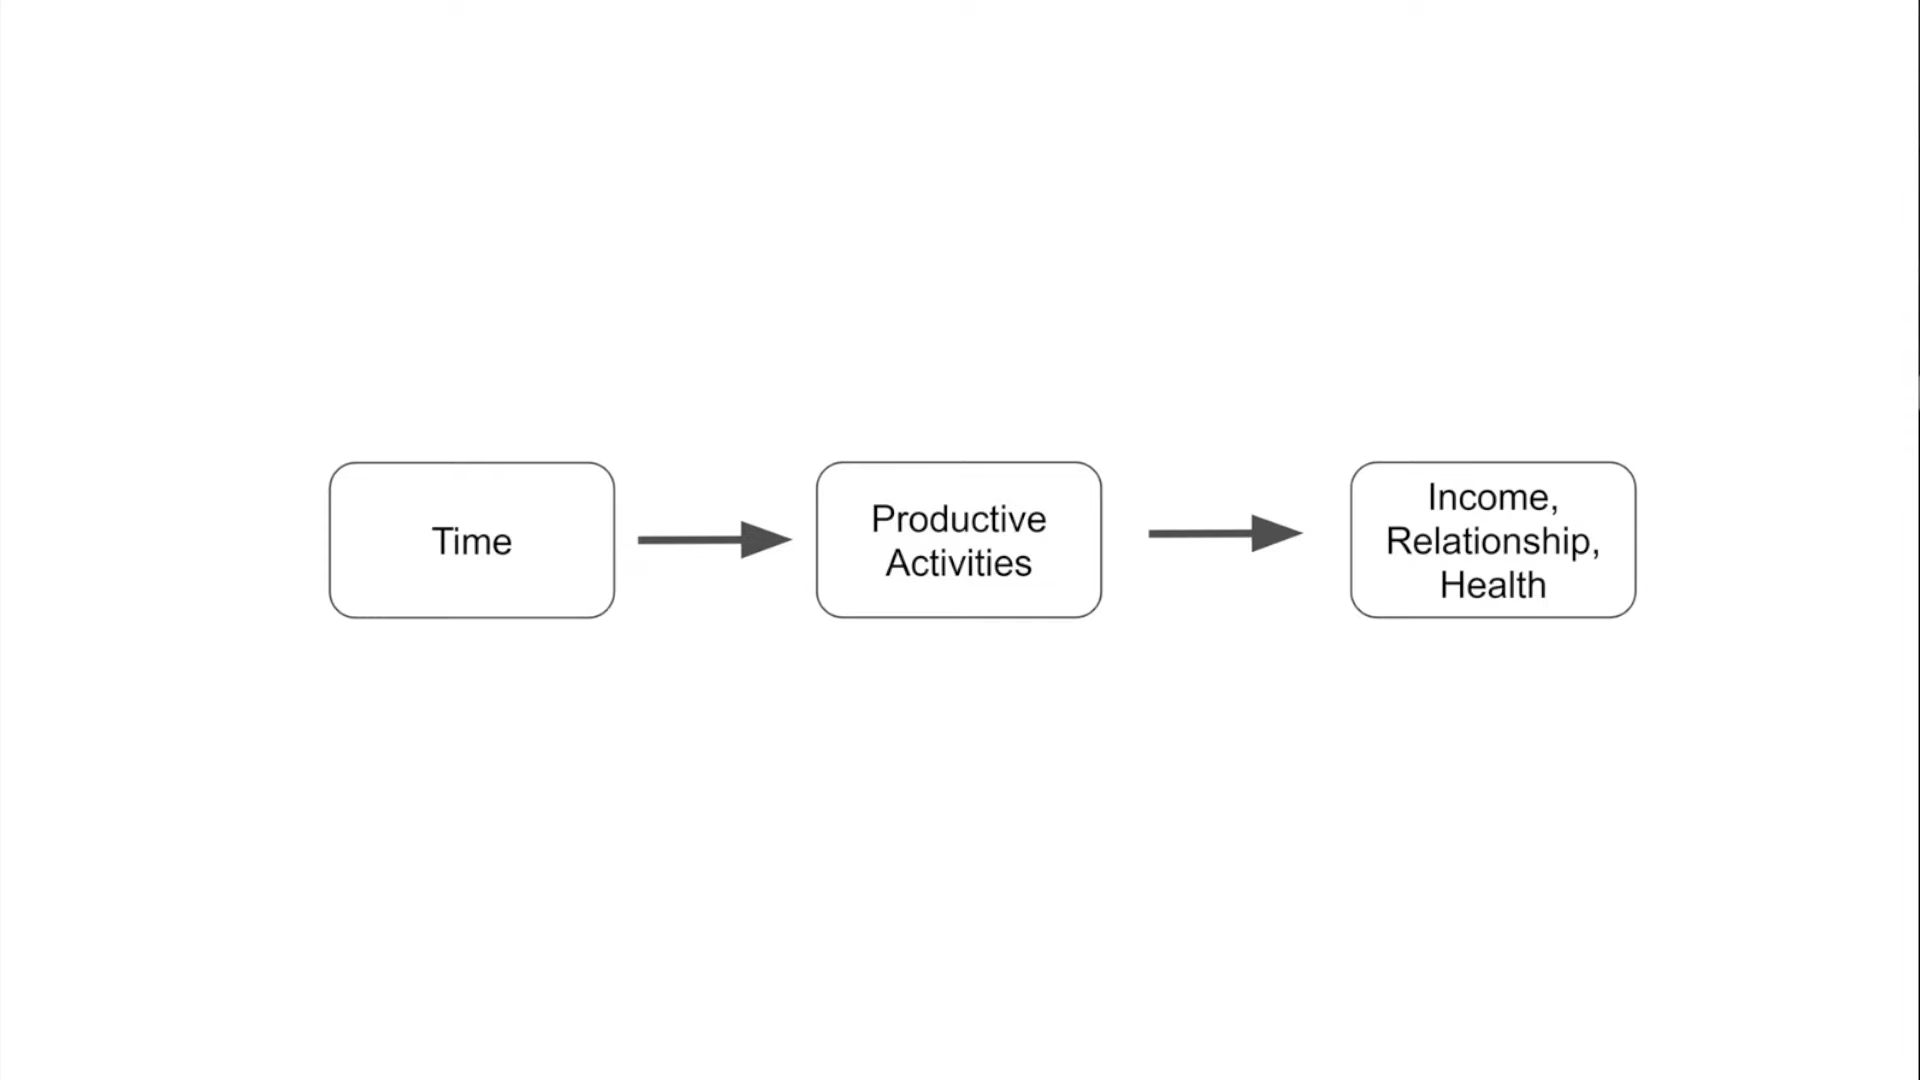 Time
Productive
Activities
Income,
Relationship,
Health